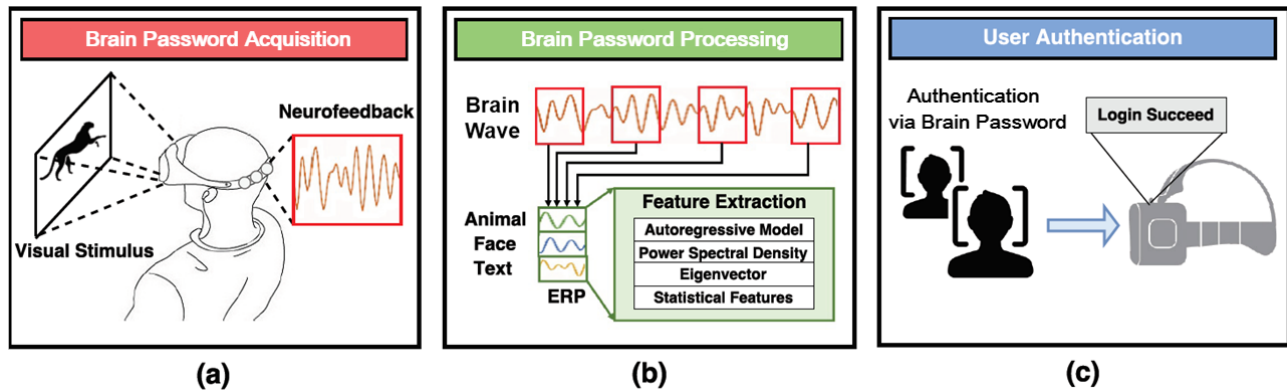 Brain Password Acquisition
Neurofeedback
Visual Stimulus
(a)
Brain Password Processing
Brain
Wave
Animal
Face
Text
ERP
Feature Extraction
Autoregressive Model
Power Spectral Density
Eigenvector
Statistical Features
(b)
User Authentication
Authentication
via Brain Password
Login Succeed
(c)